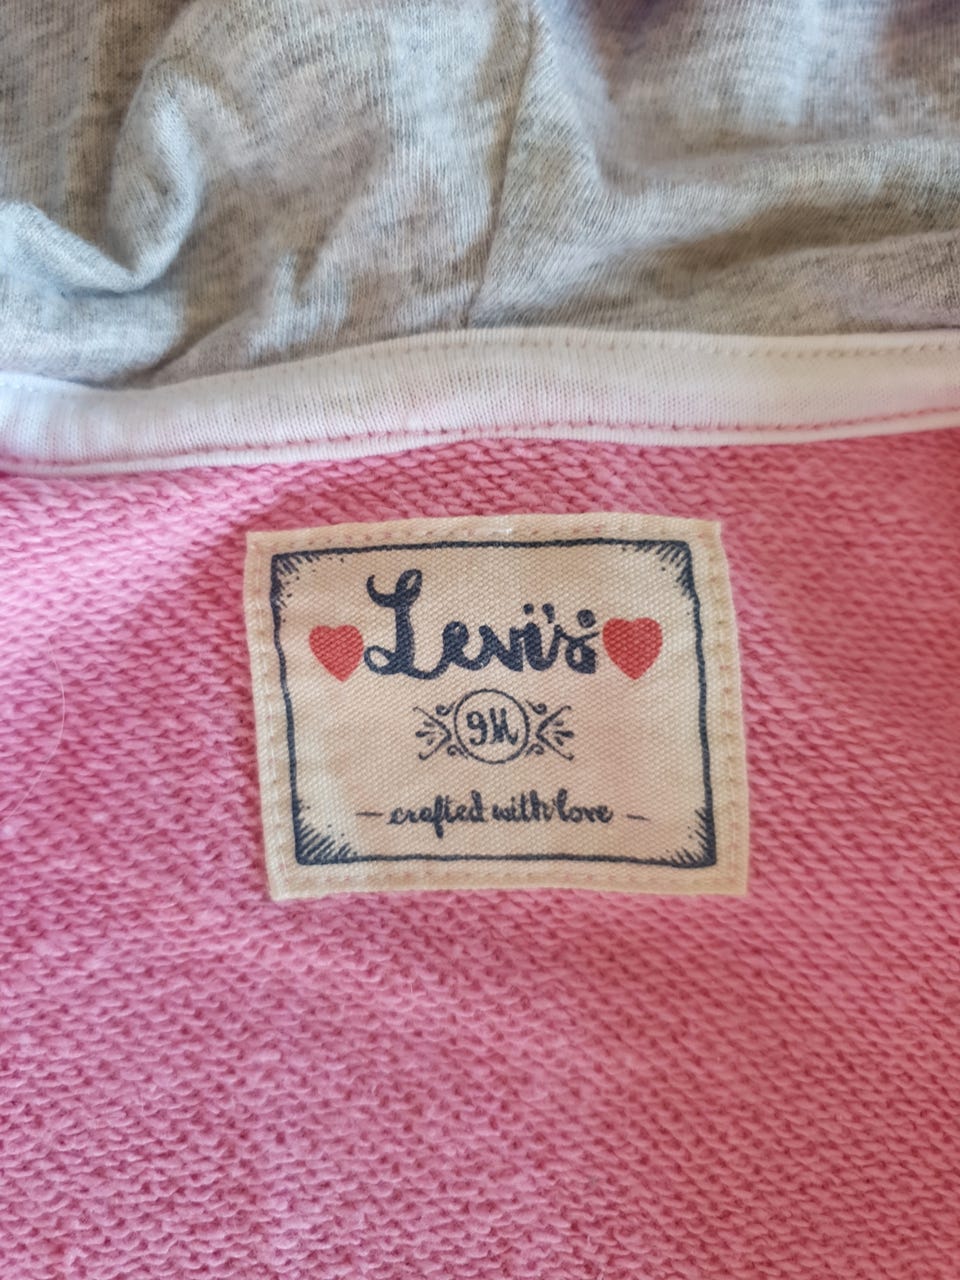 Levi's
9M
- crafted with love -